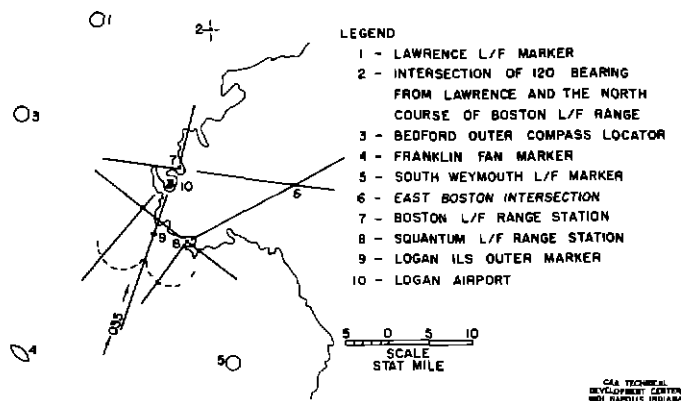 1
2
3
7
10
6
9
8
035
4
5
LEGEND
1 - LAWRENCE L/F MARKER
2 - INTERSECTION OF 120 BEARING
FROM LAWRENCE AND THE NORTH
COURSE OF BOSTON L/F RANGE
3 - BEDFORD OUTER COMPASS LOCATOR
4 - FRANKLIN FAN MARKER
5 - SOUTH WEYMOUTH L/F MARKER
6 - EAST BOSTON INTERSECTION
7 - BOSTON L/F RANGE STATION
8 - SQUANTUM L/F RANGE STATION
9 - LOGAN ILS OUTER MARKER
10 - LOGAN AIRPORT
5 0 5 10
SCALE
STAT MILE
CAA TECHNICAL
DEVELOPMENT CENTER
INDIANAPOLIS INDIANA